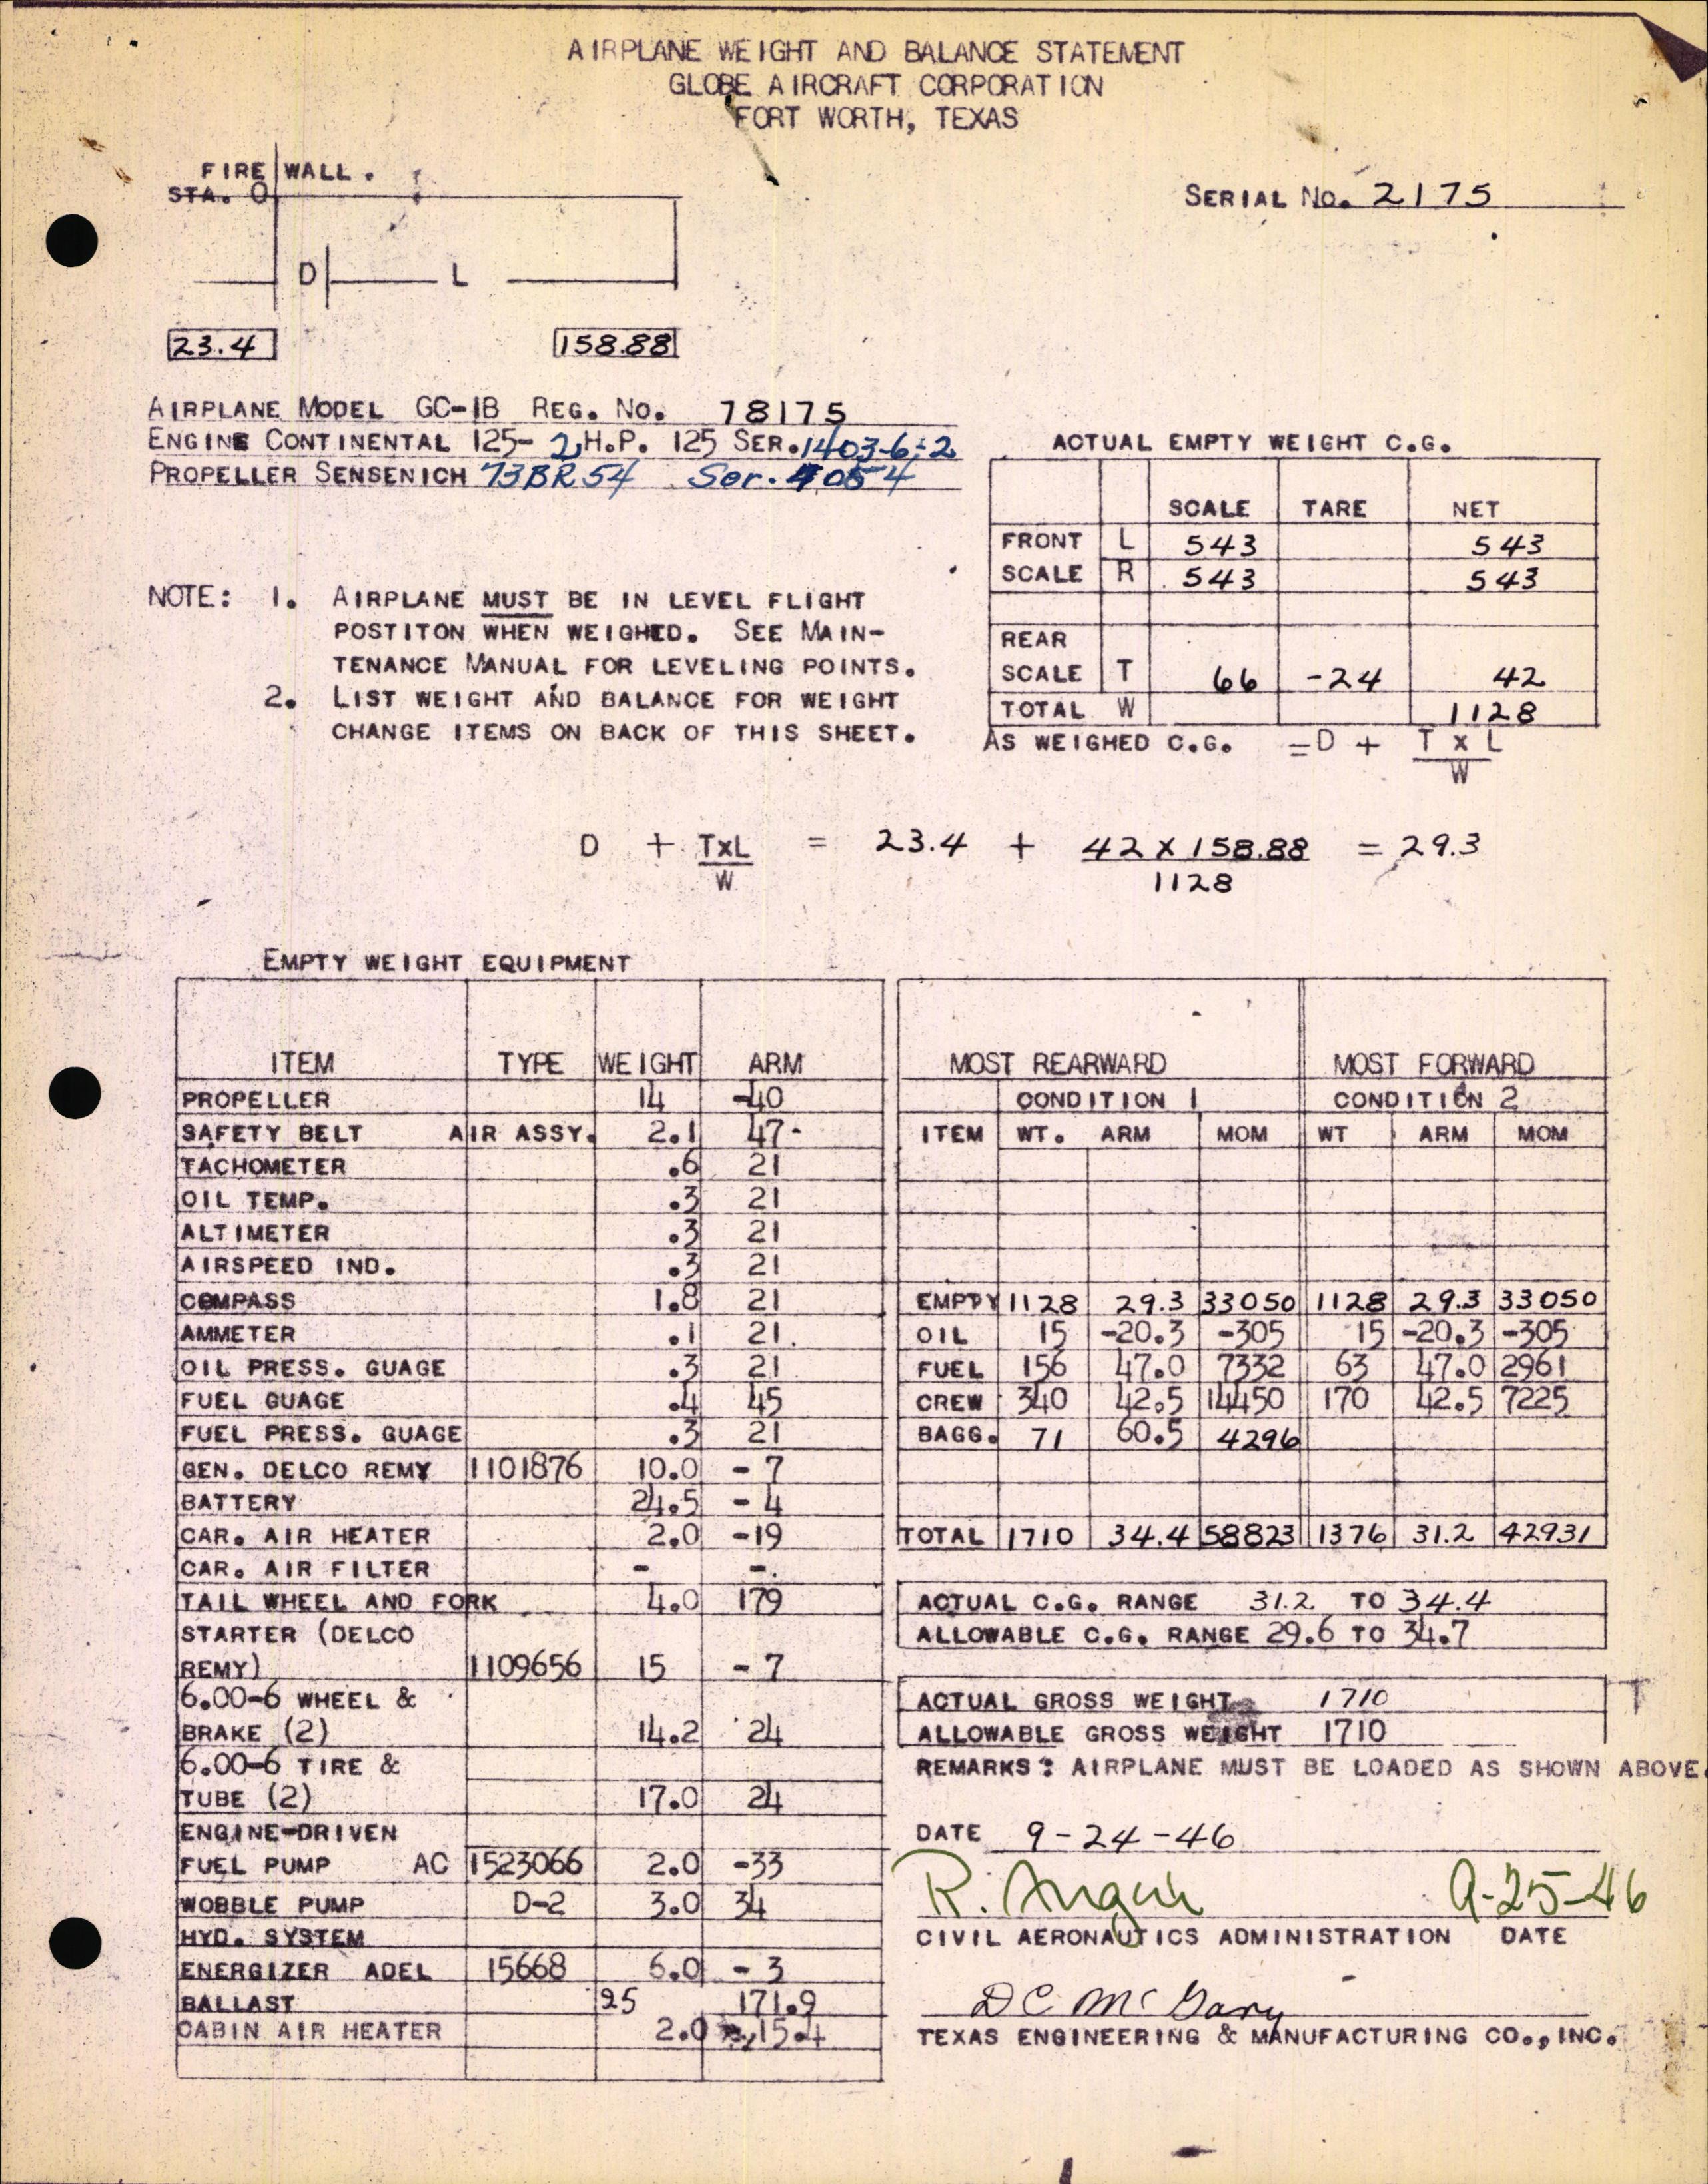 AIRPLANE WEIGHT AND BALANCE STATEMENT
GLOBE AIRCRAFT CORPORATION
FORT WORTH, TEXAS
FIRE WALL.
STA. 0
SERIAL NO. 2175
D L
23.4 158.88
AIRPLANE MODEL GC-1B REG. NO. 78175
ENGINE CONTINENTAL 125-2 H.P. 125 SER. 1403-6-2
PROPELLER SENSENICH 73BR54 Ser. 4054
ACTUAL EMPTY WEIGHT C.G.
SCALE TARE NET
FRONT L 543 543
SCALE R 543 543
REAR
SCALE T 66 -24 42
TOTAL W 1128
AS WEIGHED C.G. = D + T x L
W
NOTE: 1. AIRPLANE MUST BE IN LEVEL FLIGHT
POSTITON WHEN WEIGHED. SEE MAIN-
TENANCE MANUAL FOR LEVELING POINTS.
2. LIST WEIGHT AND BALANCE FOR WEIGHT
CHANGE ITEMS ON BACK OF THIS SHEET.
D + TxL = 23.4 + 42 X 158.88 = 29.3
W 1128
EMPTY WEIGHT EQUIPMENT
ITEM TYPE WEIGHT ARM
PROPELLER 14 -40
SAFETY BELT AIR ASSY. 2.1 47
TACHOMETER .6 21
OIL TEMP. .3 21
ALTIMETER .3 21
AIRSPEED IND. .3 21
COMPASS 1.8 21
AMMETER .1 21
OIL PRESS. GUAGE .3 21
FUEL GUAGE .4 45
FUEL PRESS. GUAGE .3 21
GEN. DELCO REMY 1101876 10.0 - 7
BATTERY 24.5 - 4
CAR. AIR HEATER 2.0 -19
CAR. AIR FILTER - -
TAIL WHEEL AND FORK 4.0 179
STARTER (DELCO
REMY) 1109656 15 - 7
6.00-6 WHEEL &
BRAKE (2) 14.2 24
6.00-6 TIRE &
TUBE (2) 17.0 24
ENGINE-DRIVEN
FUEL PUMP AC 1523066 2.0 -33
WOBBLE PUMP D-2 3.0 34
HYD. SYSTEM
ENERGIZER ADEL 15668 6.0 - 3
BALLAST 25 171.9
CABIN AIR HEATER 2.0 15.4
MOST REARWARD MOST FORWARD
CONDITION 1 CONDITION 2
ITEM WT. ARM MOM WT ARM MOM
EMPTY 1128 29.3 33050 1128 29.3 33050
OIL 15 -20.3 -305 15 -20.3 -305
FUEL 156 47.0 7332 63 47.0 2961
CREW 340 42.5 14450 170 42.5 7225
BAGG. 71 60.5 4296
TOTAL 1710 34.4 58823 1376 31.2 42931
ACTUAL C.G. RANGE 31.2 TO 34.4
ALLOWABLE C.G. RANGE 29.6 TO 34.7
ACTUAL GROSS WEIGHT 1710
ALLOWABLE GROSS WEIGHT 1710
REMARKS: AIRPLANE MUST BE LOADED AS SHOWN ABOVE.
DATE 9-24-46
R. 9-25-46
CIVIL AERONAUTICS ADMINISTRATION DATE
DC McGary
TEXAS ENGINEERING & MANUFACTURING CO., INC.